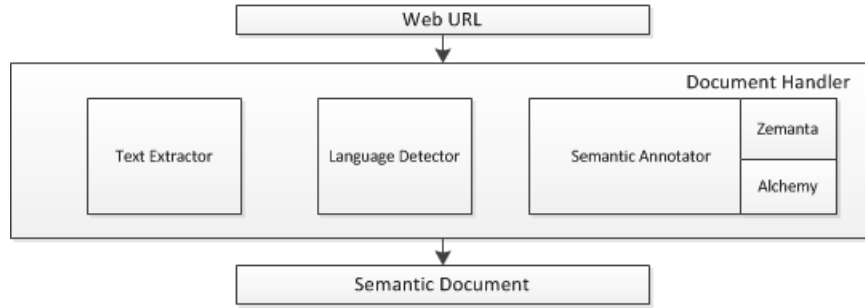 Web URL
Document Handler
Text Extractor
Language Detector
Semantic Annotator
Zemanta
Alchemy
Semantic Document